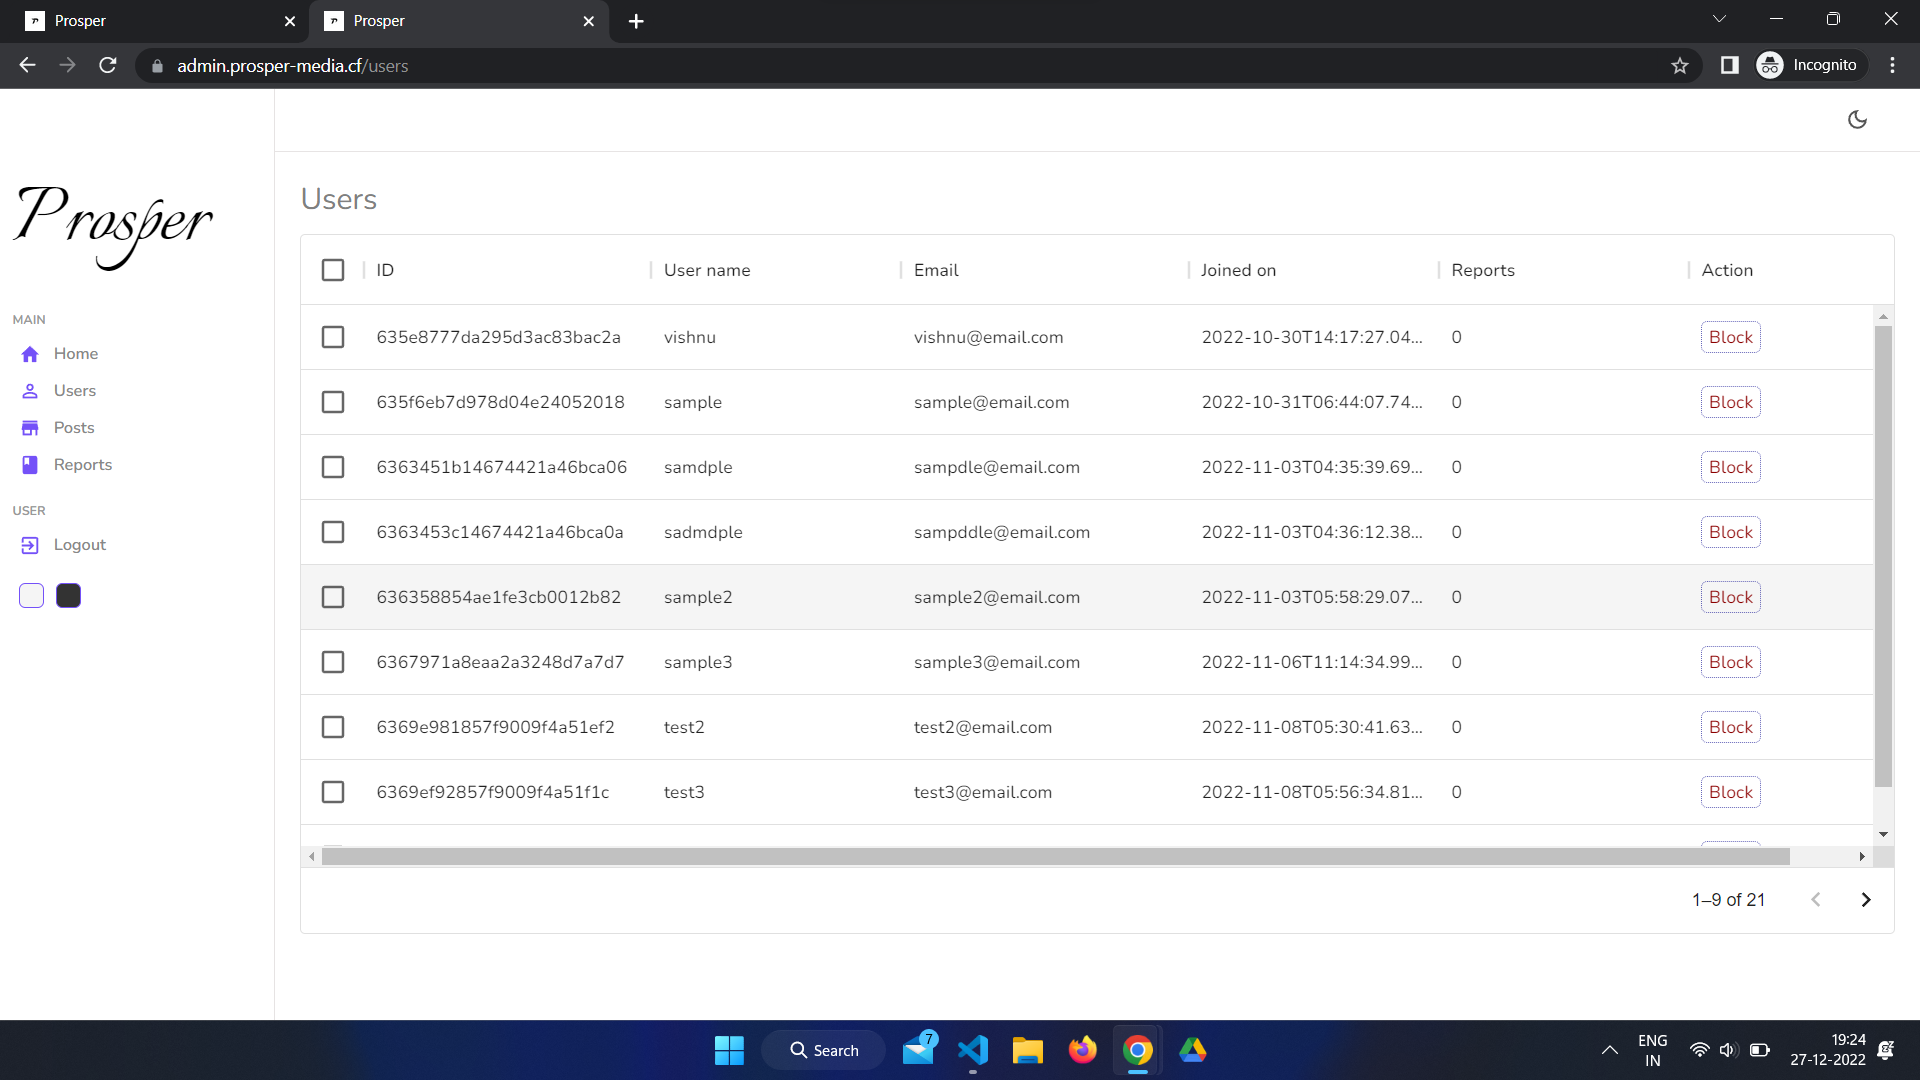 Prosper
Prosper
admin.prosper-media.cf/users
Incognito
Prosper
MAIN
Home
Users
Posts
Reports
USER
Logout
Users
ID User name Email Joined on Reports Action
635e8777da295d3ac83bac2a vishnu vishnu@email.com 2022-10-30T14:17:27.04... 0 Block
635f6eb7d978d04e24052018 sample sample@email.com 2022-10-31T06:44:07.74... 0 Block
6363451b14674421a46bca06 samdple sampdle@email.com 2022-11-03T04:35:39.69... 0 Block
6363453c14674421a46bca0a sadmdple sampddle@email.com 2022-11-03T04:36:12.38... 0 Block
636358854ae1fe3cb0012b82 sample2 sample2@email.com 2022-11-03T05:58:29.07... 0 Block
6367971a8eaa2a3248d7a7d7 sample3 sample3@email.com 2022-11-06T11:14:34.99... 0 Block
6369e981857f9009f4a51ef2 test2 test2@email.com 2022-11-08T05:30:41.63... 0 Block
6369ef92857f9009f4a51f1c test3 test3@email.com 2022-11-08T05:56:34.81... 0 Block
1–9 of 21
Search
7
ENG
IN
19:24
27-12-2022